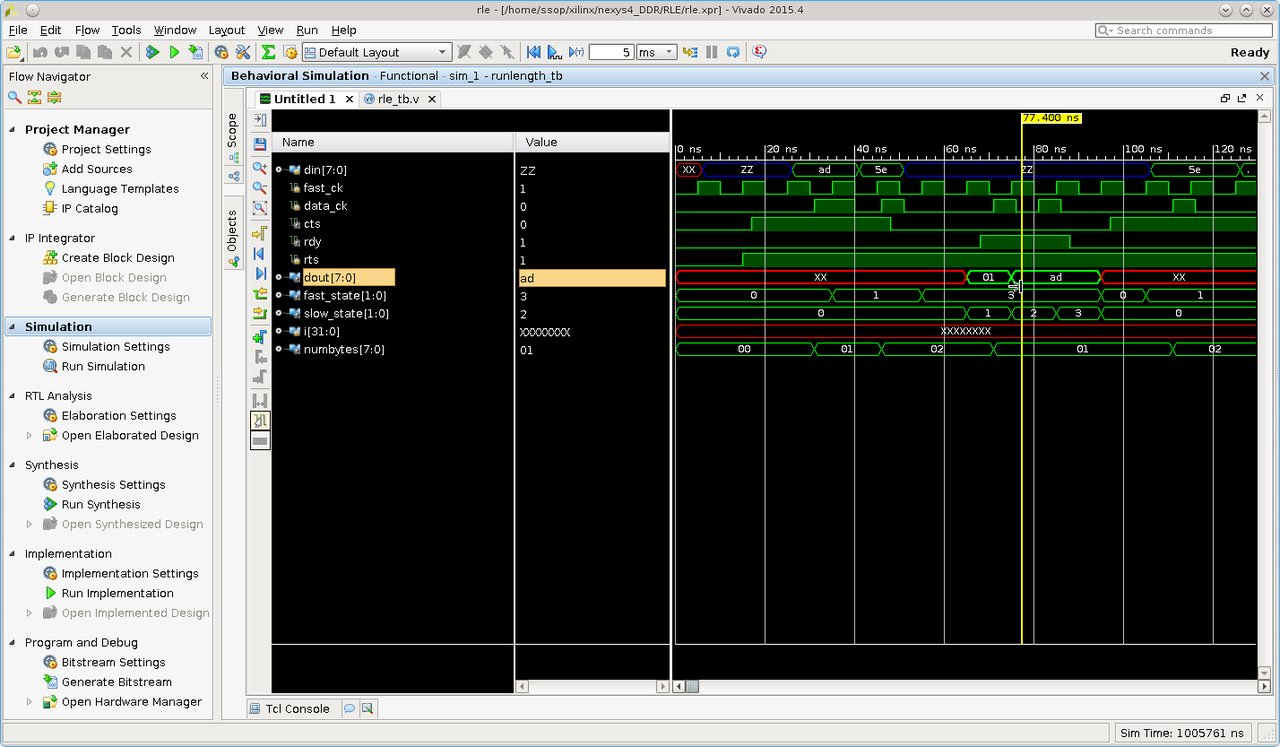 rle - [/home/ssop/xilinx/nexys4_DDR/RLE/rle.xpr] - Vivado 2015.4
File Edit Flow Tools Window Layout View Run Help
Search commands
Default Layout 5 ms Ready
Flow Navigator
Behavioral Simulation - Functional - sim_1 - runlength_tb
Untitled 1 rle_tb.v
Project Manager
Project Settings
Add Sources
Language Templates
IP Catalog
IP Integrator
Create Block Design
Open Block Design
Generate Block Design
Simulation
Simulation Settings
Run Simulation
RTL Analysis
Elaboration Settings
Open Elaborated Design
Synthesis
Synthesis Settings
Run Synthesis
Open Synthesized Design
Implementation
Implementation Settings
Run Implementation
Open Implemented Design
Program and Debug
Bitstream Settings
Generate Bitstream
Open Hardware Manager
Scope
Objects
77.400 ns
Name Value
0 ns 20 ns 40 ns 60 ns 80 ns 100 ns 120 ns
din[7:0] ZZ XX ZZ ad 5e ZZ 5e .
fast_ck 1
data_ck 0
cts 0
rdy 1
rts 1
dout[7:0] ad XX 01 ad XX
fast_state[1:0] 3 0 1 3 0 1
slow_state[1:0] 2 0 1 2 3 0
i[31:0] XXXXXXXX XXXXXXXX
numbytes[7:0] 01 00 01 02 01 02
Tcl Console
Sim Time: 1005761 ns